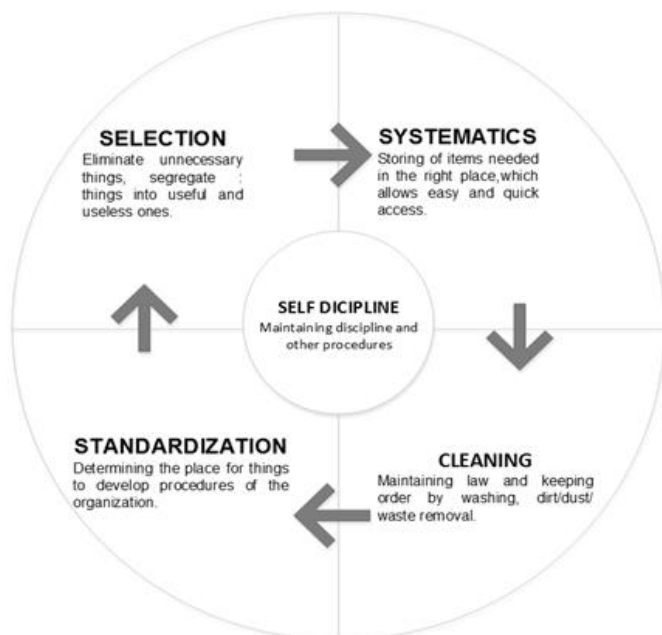 SELECTION
Eliminate unnecessary
things, segregate :
things into useful and
useless ones.
SYSTEMATICS
Storing of items needed
in the right place,which
allows easy and quick
access.
SELF DICIPLINE
Maintaining discipline and
other procedures
STANDARDIZATION
Determining the place for things
to develop procedures of the
organization.
CLEANING
Maintaining law and keeping
order by washing, dirt/dust/
waste removal.